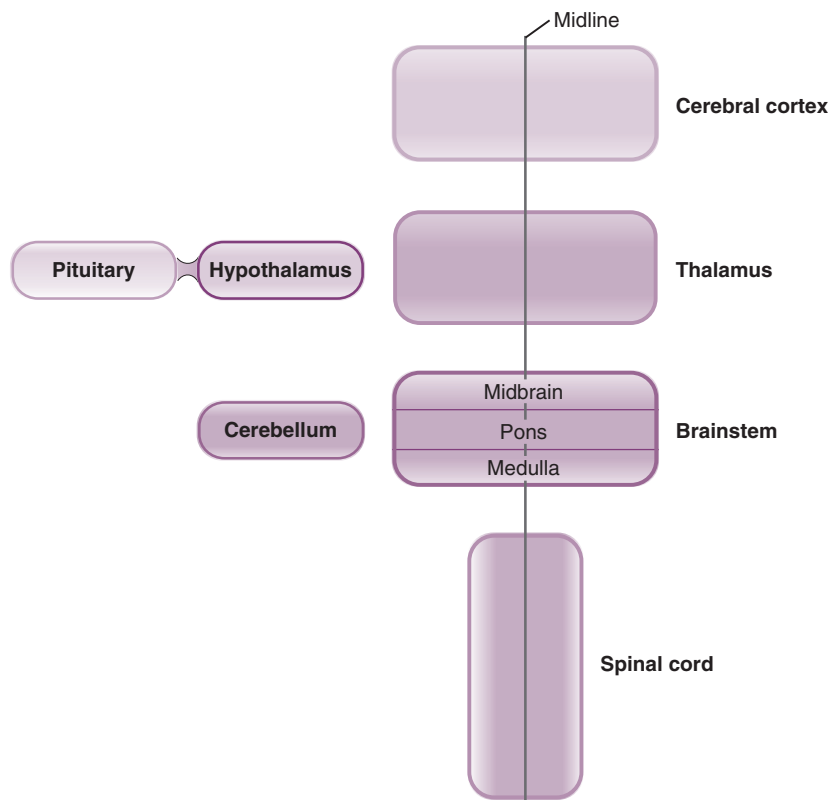 Midline
Cerebral cortex
Pituitary
Hypothalamus
Thalamus
Midbrain
Cerebellum
Pons
Brainstem
Medulla
Spinal cord